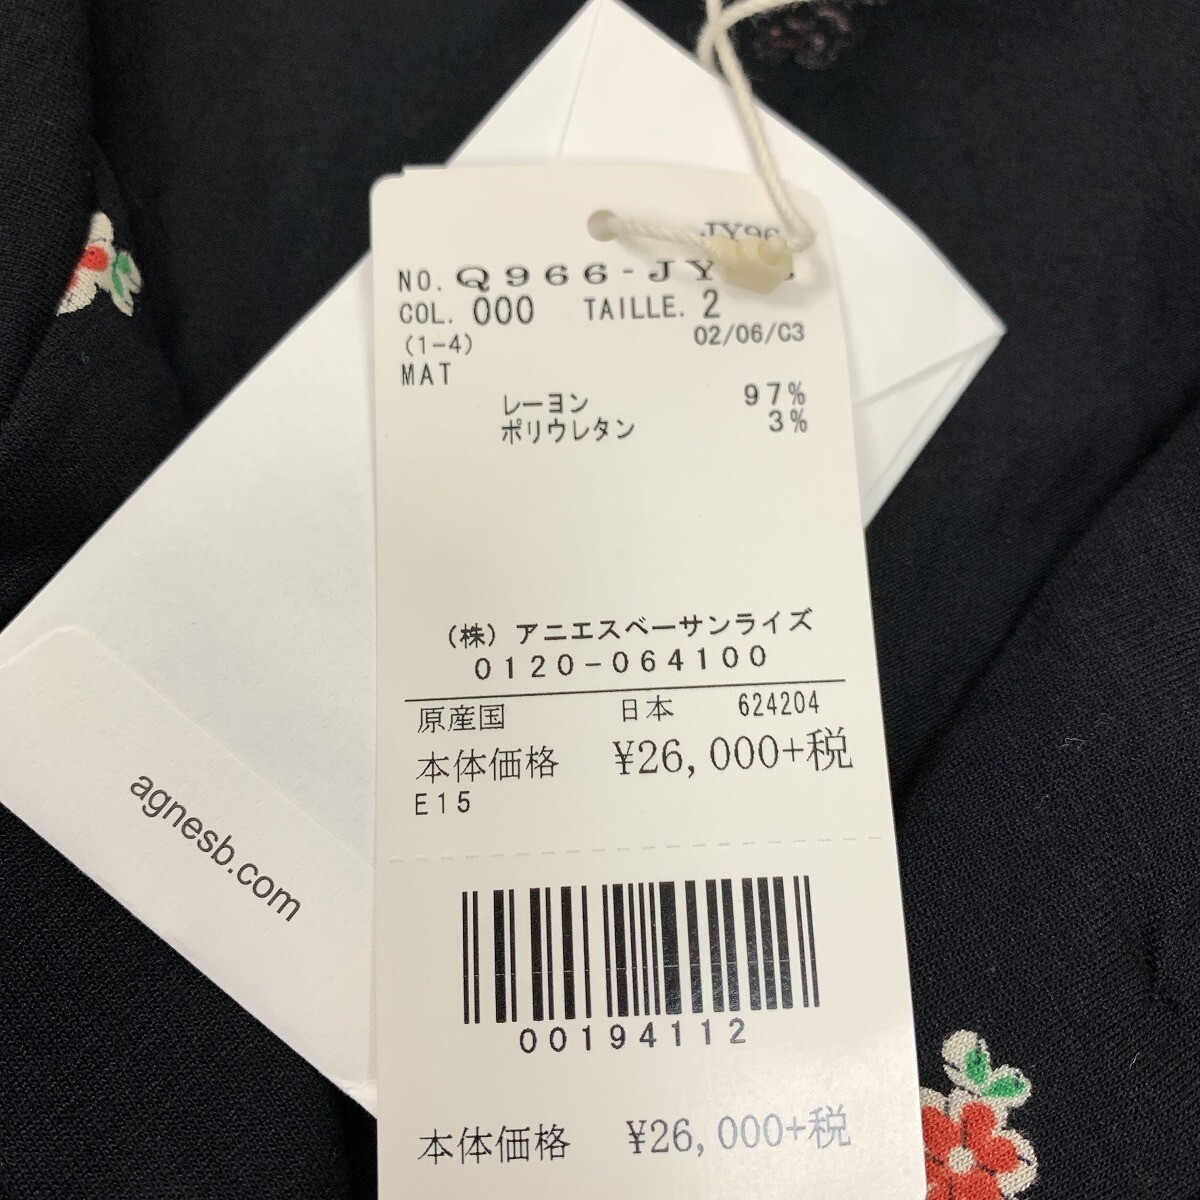 JY96
NO. Q966-JY
COL. 000 TAILLE. 2
(1-4) 02/06/C3
MAT
レーヨン 97%
ポリウレタン 3%
(株) アニエスベーサンライズ
0120-064100
原産国 日本 624204
本体価格 ¥26,000+税
E15
00194112
本体価格 ¥26,000+税
agnesb.com